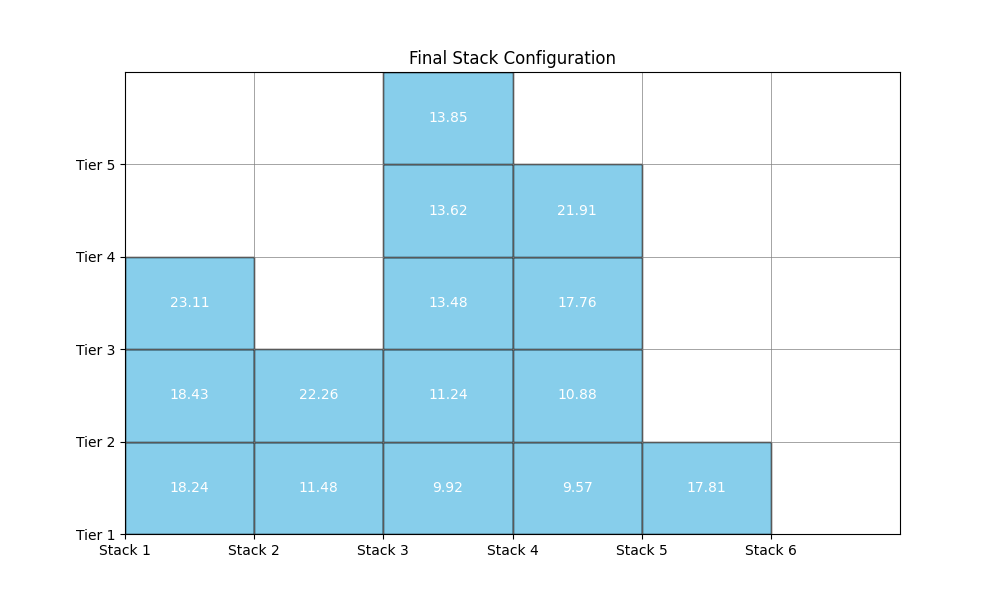 Final Stack Configuration
13.85
Tier 5
13.62 21.91
Tier 4
23.11 13.48 17.76
Tier 3
18.43 22.26 11.24 10.88
Tier 2
18.24 11.48 9.92 9.57 17.81
Tier 1
Stack 1 Stack 2 Stack 3 Stack 4 Stack 5 Stack 6